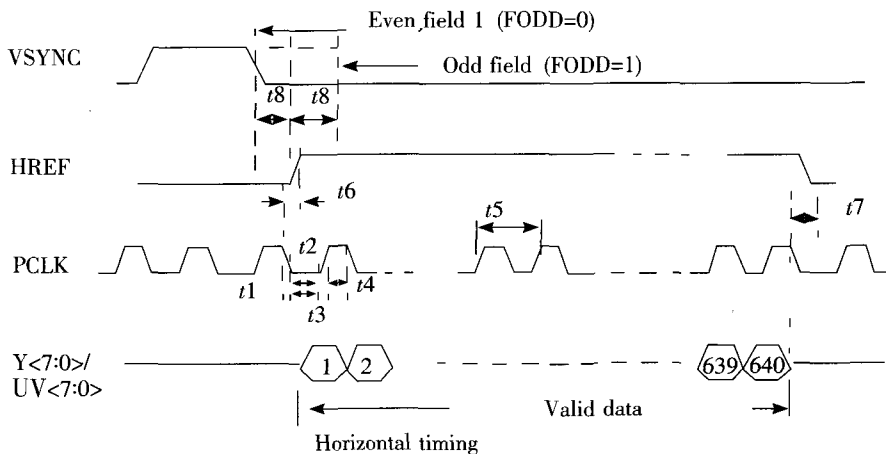 Even field 1 (FODD=0)
VSYNC
Odd field (FODD=1)
t8 t8
HREF
t6
t7
t5
t2
PCLK
t1
t4
t3
Y<7:0>/
UV<7:0>
1 2
639 640
Valid data
Horizontal timing